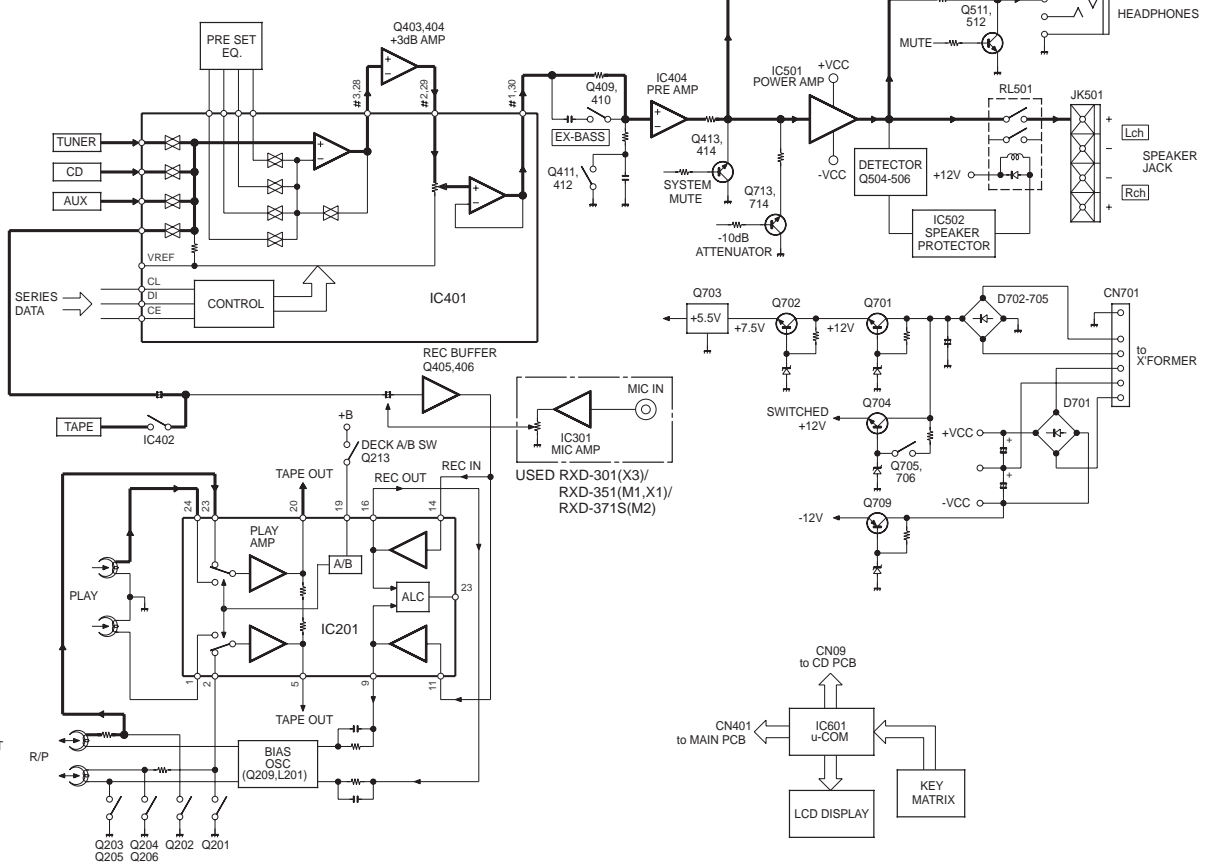 Q511,
512
HEADPHONES
MUTE
PRE SET
EQ.
Q403,404
+3dB AMP
#3,28
#2,29
#1,30
Q409,
410
EX-BASS
Q411,
412
IC404
PRE AMP
Q413,
414
SYSTEM
MUTE
Q713,
714
-10dB
ATTENUATOR
IC501
POWER AMP
+VCC
-VCC
DETECTOR
Q504-506
RL501
+12V
IC502
SPEAKER
PROTECTOR
JK501
+
Lch
-
SPEAKER
JACK
-
Rch
+
TUNER
CD
AUX
+
-
VREF
CL
DI
CE
SERIES
DATA
CONTROL
IC401
Q703
+5.5V
+7.5V
Q702
+12V
Q701
D702-705
CN701
to
X'FORMER
SWITCHED
+12V
Q704
Q705,
706
+VCC
-VCC
D701
-12V
Q709
TAPE
IC402
REC BUFFER
Q405,406
MIC IN
IC301
MIC AMP
USED RXD-301(X3)/
RXD-351(M1,X1)/
RXD-371S(M2)
+B
DECK A/B SW
Q213
TAPE OUT
REC OUT
REC IN
24
23
20
19
16
14
PLAY
AMP
A/B
ALC
23
IC201
PLAY
1
2
5
9
11
TAPE OUT
R/P
BIAS
OSC
(Q209,L201)
Q203
Q205
Q204
Q206
Q202
Q201
CN09
to CD PCB
CN401
to MAIN PCB
IC601
u-COM
LCD DISPLAY
KEY
MATRIX